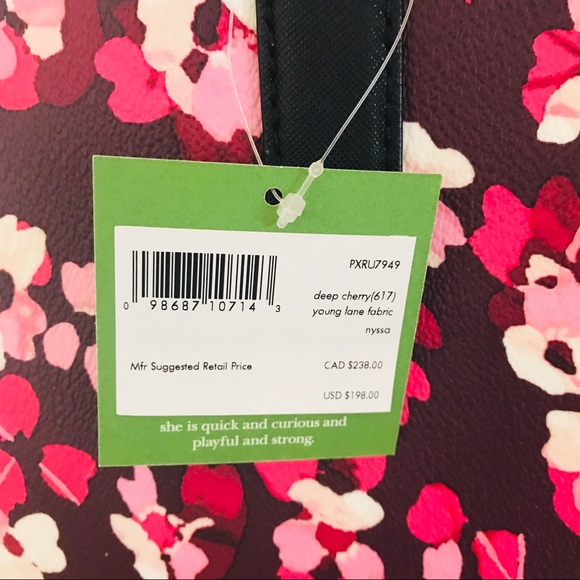 PXRU7949
0 98687 10714 3
deep cherry(617)
young lane fabric
nyssa
Mfr Suggested Retail Price CAD $238.00
USD $198.00
she is quick and curious and
playful and strong.